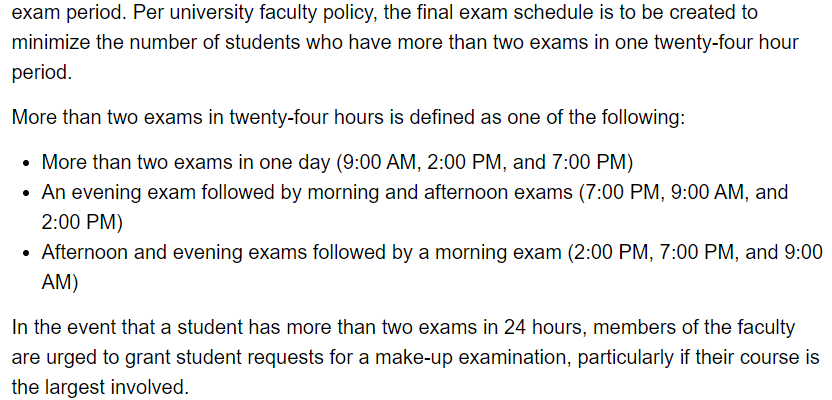 exam period. Per university faculty policy, the final exam schedule is to be created to
minimize the number of students who have more than two exams in one twenty-four hour
period.
More than two exams in twenty-four hours is defined as one of the following:
• More than two exams in one day (9:00 AM, 2:00 PM, and 7:00 PM)
• An evening exam followed by morning and afternoon exams (7:00 PM, 9:00 AM, and
2:00 PM)
• Afternoon and evening exams followed by a morning exam (2:00 PM, 7:00 PM, and 9:00
AM)
In the event that a student has more than two exams in 24 hours, members of the faculty
are urged to grant student requests for a make-up examination, particularly if their course is
the largest involved.